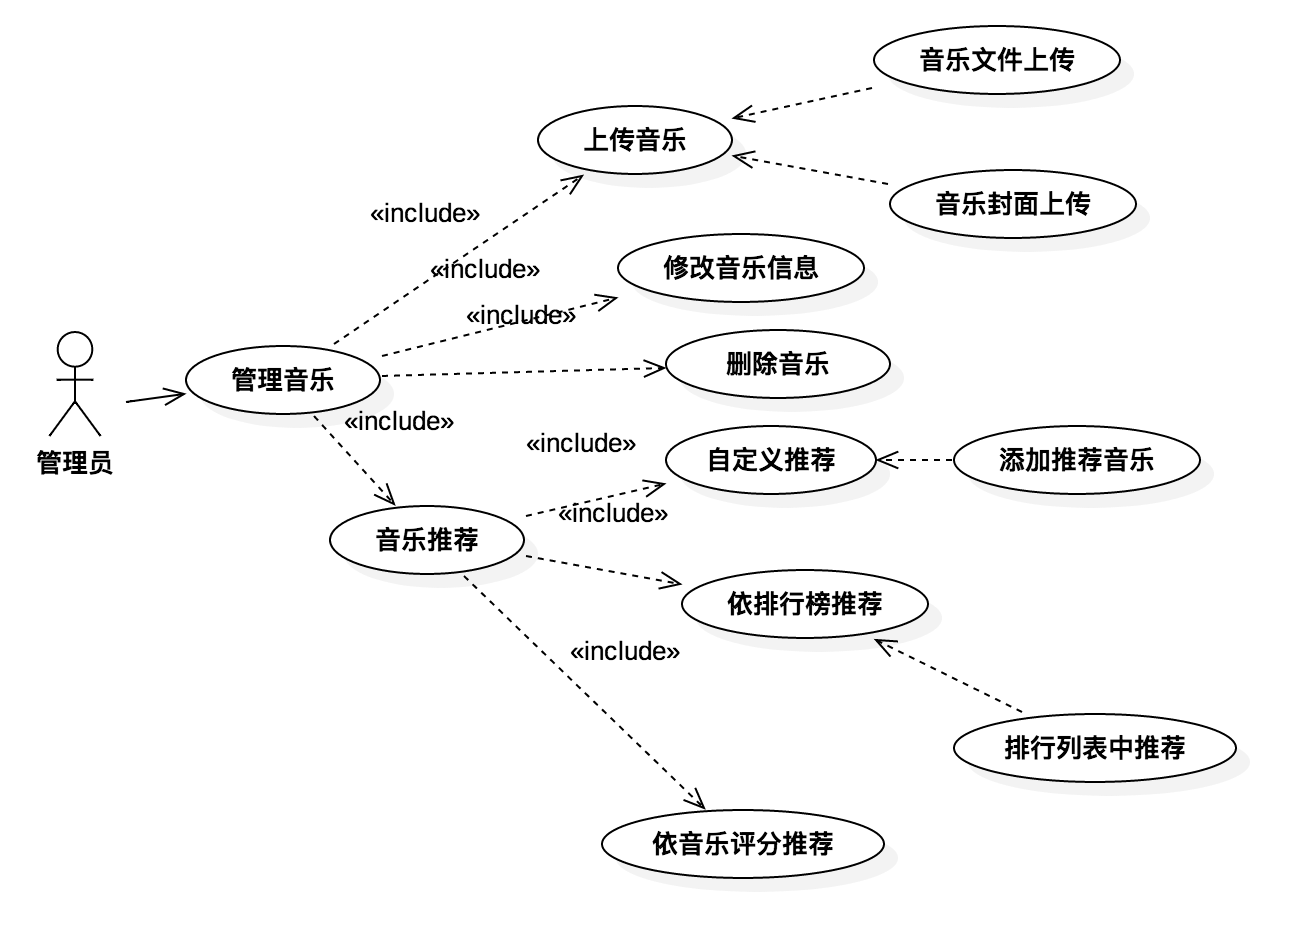 音乐文件上传
上传音乐
音乐封面上传
«include»
«include»
修改音乐信息
«include»
删除音乐
管理音乐
«include»
«include»
管理员
自定义推荐
添加推荐音乐
«include»
音乐推荐
依排行榜推荐
«include»
排行列表中推荐
依音乐评分推荐